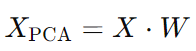 X_PCA = X · W